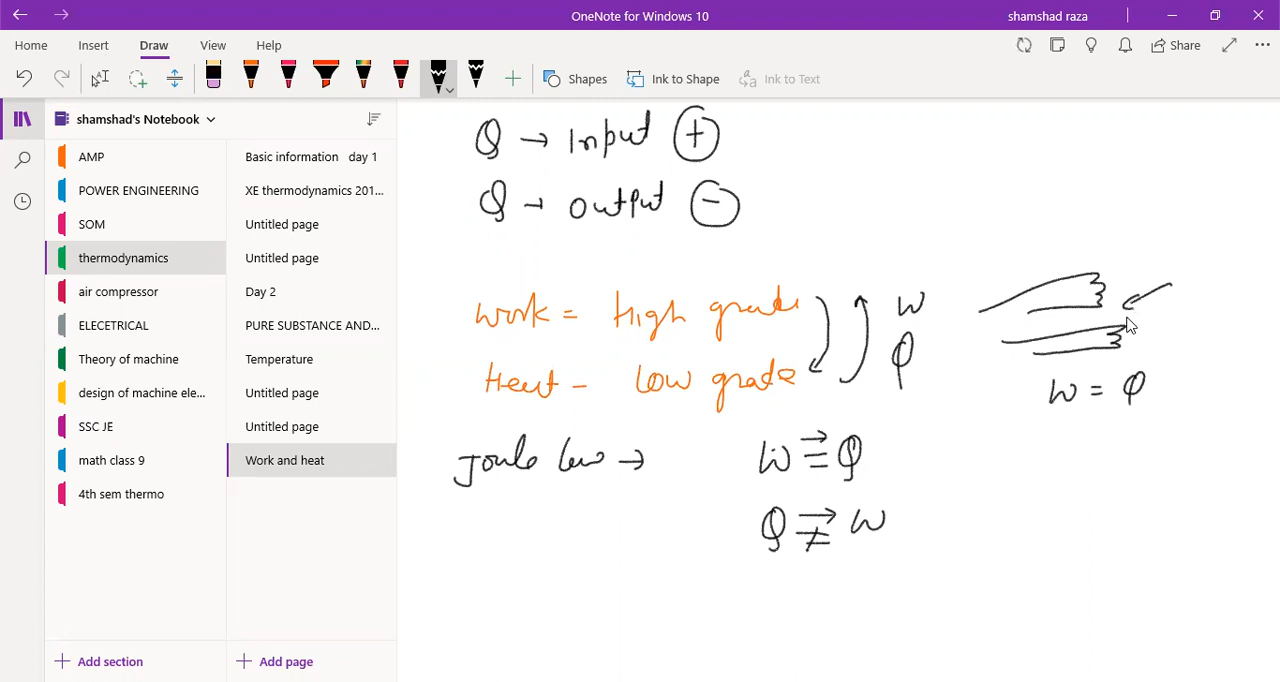 OneNote for Windows 10
shamshad raza
Home Insert Draw View Help
Share
Shapes
Ink to Shape
Ink to Text
shamshad's Notebook
AMP
POWER ENGINEERING
SOM
thermodynamics
air compressor
ELECETRICAL
Theory of machine
design of machine ele...
SSC JE
math class 9
4th sem thermo
Add section
Basic information day 1
XE thermodynamics 201...
Untitled page
Untitled page
Day 2
PURE SUBSTANCE AND...
Temperature
Untitled page
Untitled page
Work and heat
Add page
Q → Input +
Q → output −
work = High grade
Heat − low grade
W
Q
W = Q
Joule law →
W = Q
Q ≠ W